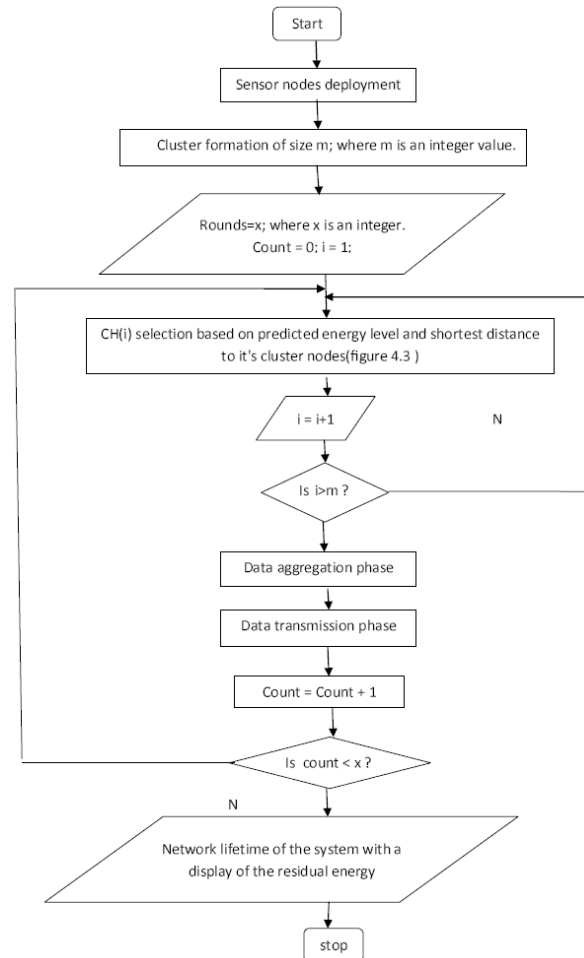 Start
Sensor nodes deployment
Cluster formation of size m; where m is an integer value.
Rounds=x; where x is an integer.
Count = 0; i = 1;
CH(i) selection based on predicted energy level and shortest distance
to it's cluster nodes(figure 4.3 )
i = i+1
N
Is i>m ?
Data aggregation phase
Data transmission phase
Count = Count + 1
Is count < x ?
N
Network lifetime of the system with a
display of the residual energy
stop